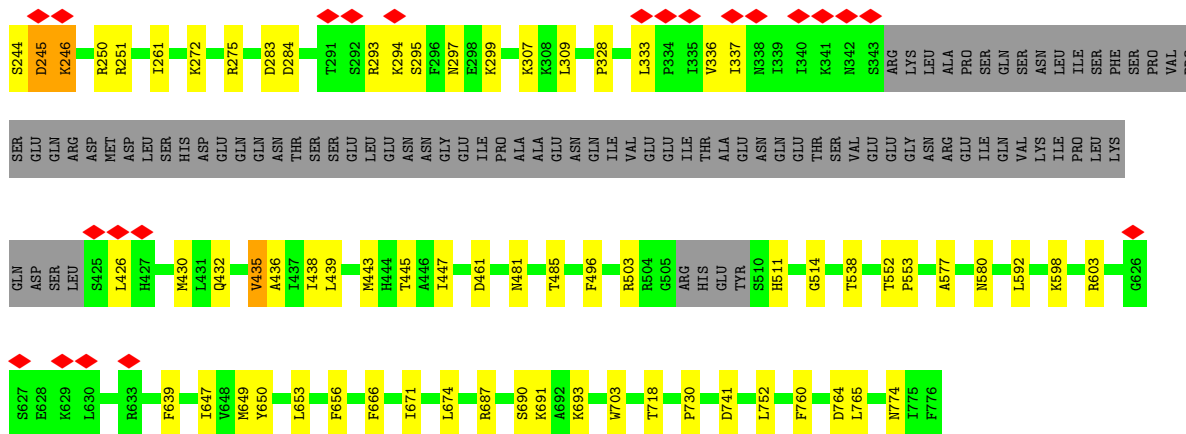 S244 D245 K246 R250 R251 I261 K272 R275 D283 D284 T291 S292 R293 K294 S295 F296 N297 E298 K299 K307 K308 L309 P328 L333 P334 I335 V336 I337 N338 I339 I340 K341 N342 S343 ARG LYS LEU ALA PRO SER GLN SER ASN LEU ILE SER PHE SER PRO VAL
SER GLU GLN ARG ASP MET ASP LEU SER HIS ASP GLU GLN GLN ASN THR SER SER GLU LEU GLU ASN ASN GLY GLU ILE PRO ALA ALA GLU ASN GLN ILE VAL GLU GLU ILE THR ALA GLU ASN GLN GLU THR SER VAL GLU GLU GLY ASN ARG GLU ILE GLN VAL LYS ILE PRO LEU LYS
GLN ASP SER LEU S425 L426 H427 M430 L431 Q432 V435 A436 I437 I438 L439 M443 H444 T445 A446 I447 D461 N481 T485 F496 R503 R504 G505 ARG HIS GLU TYR S510 H511 G514 T538 T552 P553 A577 N580 L592 K598 R603 G626
S627 E628 K629 L630 R633 F639 I647 V648 M649 Y650 L653 F656 F666 I671 L674 R687 S690 K691 A692 K693 W703 T718 P730 D741 L752 F760 D764 L765 N774 I775 F776